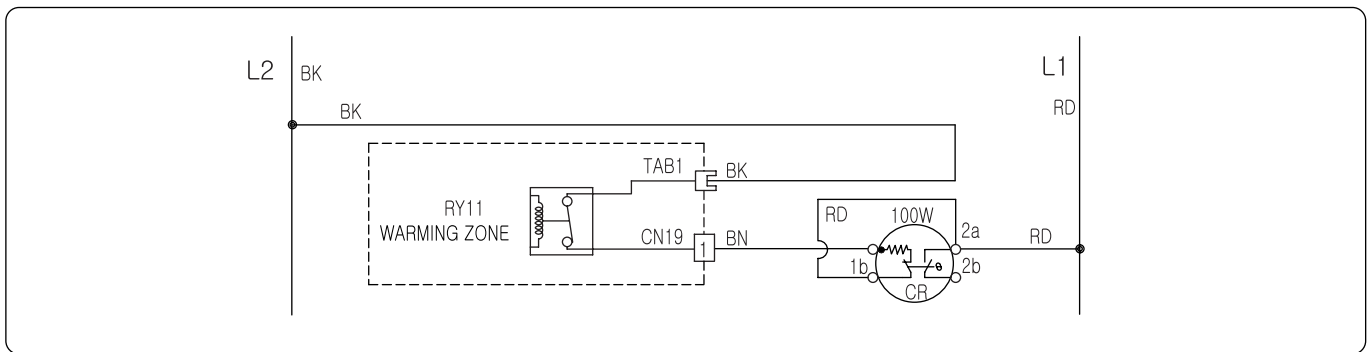 L2
BK
L1
RD
BK
TAB1
BK
RY11
WARMING ZONE
CN19
1
BN
RD
100W
2a
RD
1b
2b
θ
CR